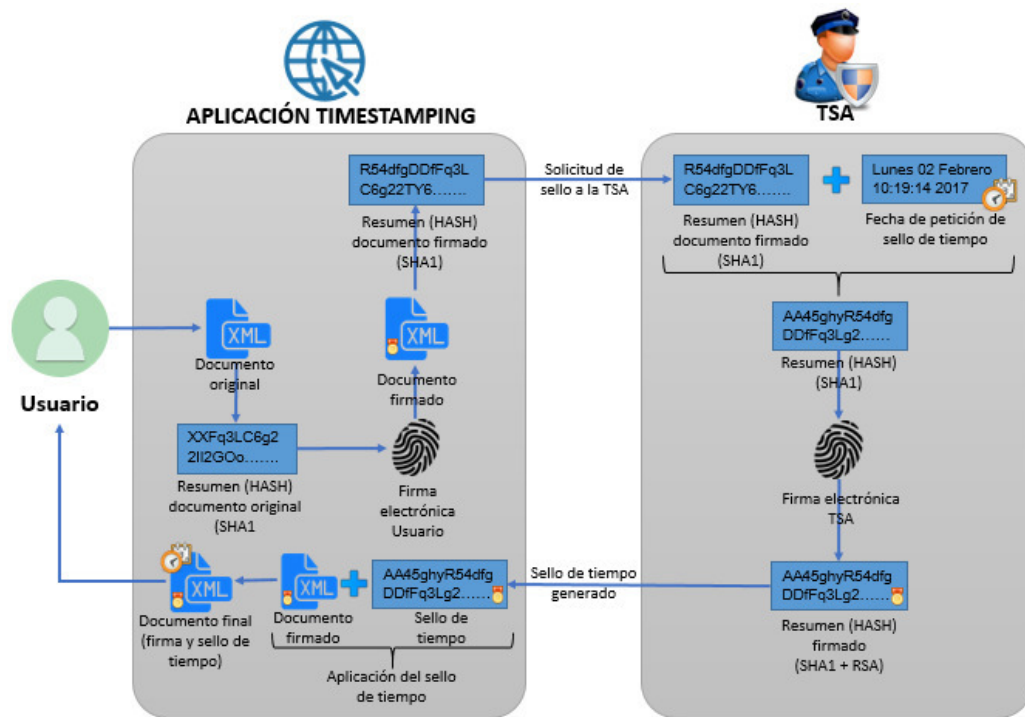 APLICACIÓN TIMESTAMPING
TSA
R54dfgDDfFq3L
C6g22TY6.......
Resumen (HASH)
documento firmado
(SHA1)
Solicitud de
sello a la TSA
R54dfgDDfFq3L
C6g22TY6.......
Resumen (HASH)
documento firmado
(SHA1)
Lunes 02 Febrero
10:19:14 2017
Fecha de petición de
sello de tiempo
Usuario
XML
Documento
original
XML
Documento
firmado
XXFq3LC6g2
2II2GOo.......
Resumen (HASH)
documento original
(SHA1
Firma
electrónica
Usuario
AA45ghyR54dfg
DDfFq3Lg2......
Resumen (HASH)
(SHA1)
Firma electrónica
TSA
AA45ghyR54dfg
DDfFq3Lg2......
Resumen (HASH)
firmado
(SHA1 + RSA)
Sello de tiempo
generado
AA45ghyR54dfg
DDfFq3Lg2......
Sello de
tiempo
XML
Documento
firmado
Aplicación del sello
de tiempo
XML
Documento final
(firma y sello de
tiempo)